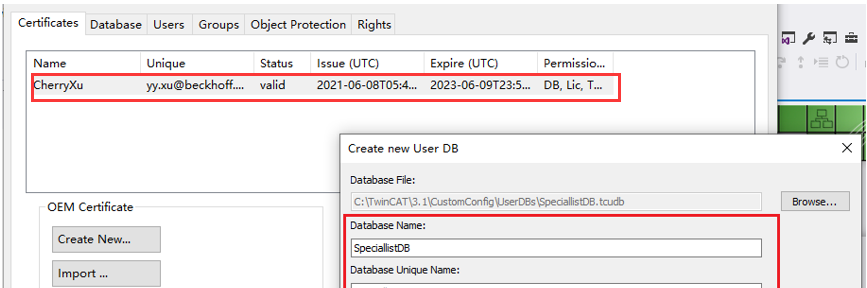 Certificates Database Users Groups Object Protection Rights
Name Unique Status Issue (UTC) Expire (UTC) Permissio...
CherryXu yy.xu@beckhoff.... valid 2021-06-08T05:4... 2023-06-09T23:5... DB, Lic, T...
Create new User DB
Database File:
C:\TwinCAT\3.1\CustomConfig\UserDBs\SpeciallistDB.tcudb Browse...
OEM Certificate
Database Name:
Create New...
SpeciallistDB
Database Unique Name:
Import ...